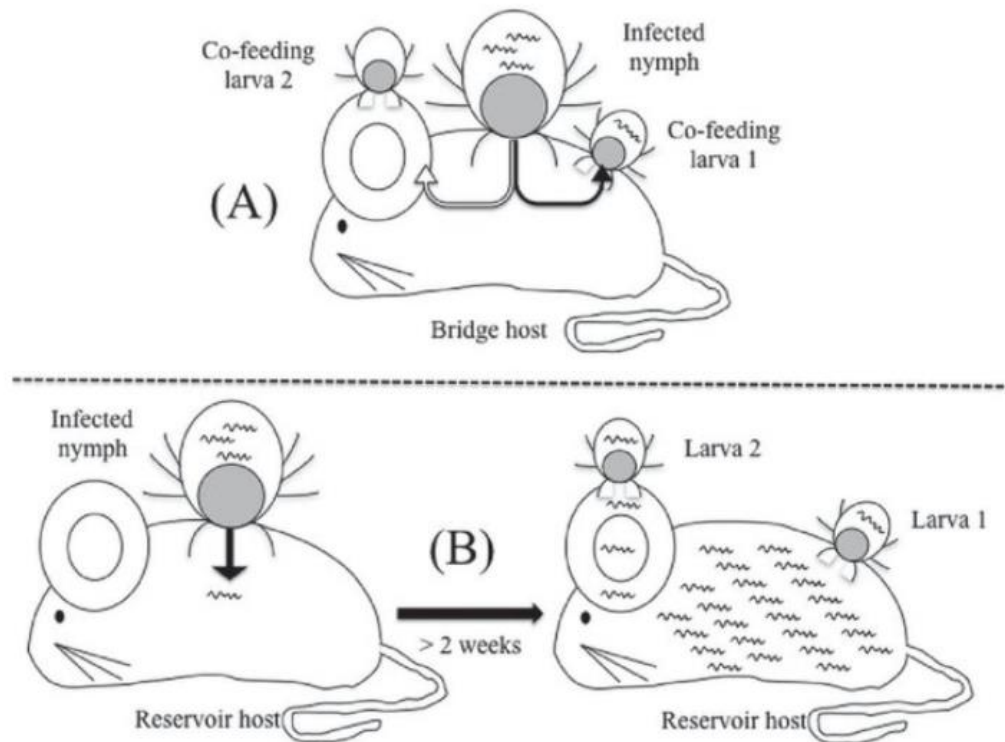 Co-feeding
larva 2
Infected
nymph
Co-feeding
larva 1
(A)
Bridge host
Infected
nymph
Larva 2
Larva 1
(B)
> 2 weeks
Reservoir host
Reservoir host